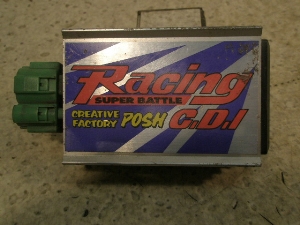 Racing
SUPER BATTLE
CREATIVE
FACTORY POSH C.D.I